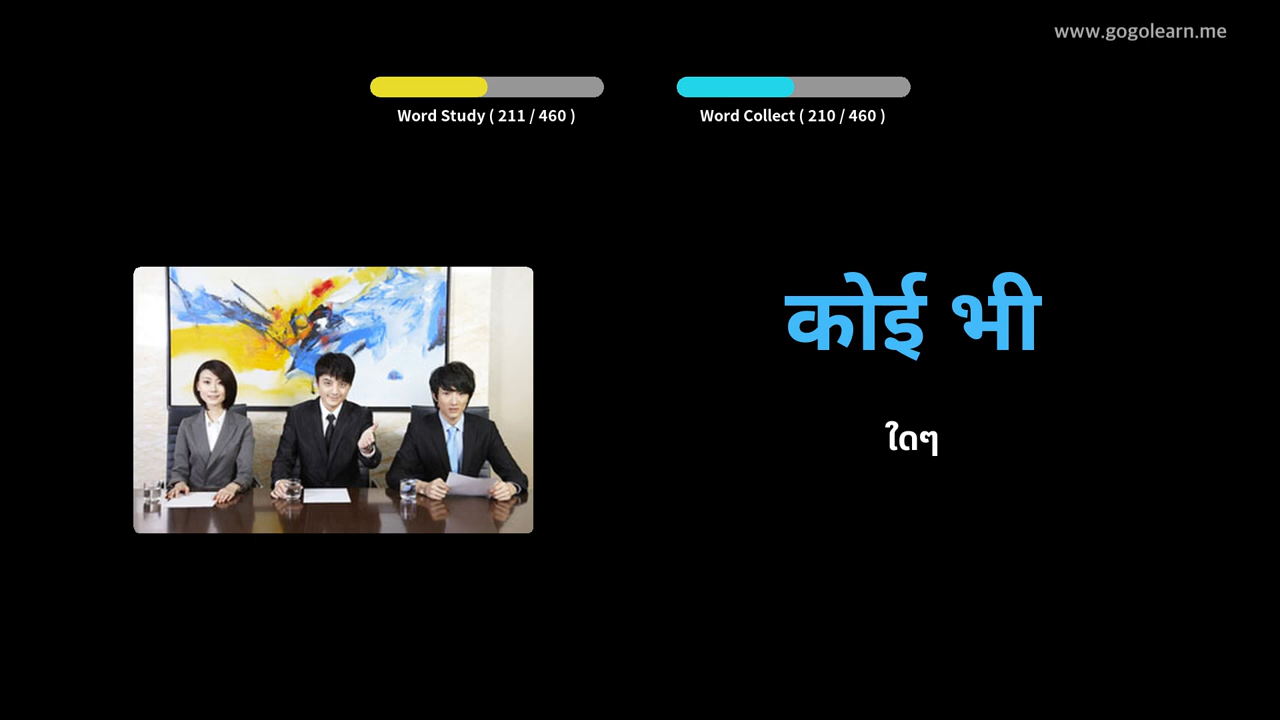 www.gogolearn.me
Word Study ( 211 / 460 )
Word Collect ( 210 / 460 )
कोई भी
ใดๆ